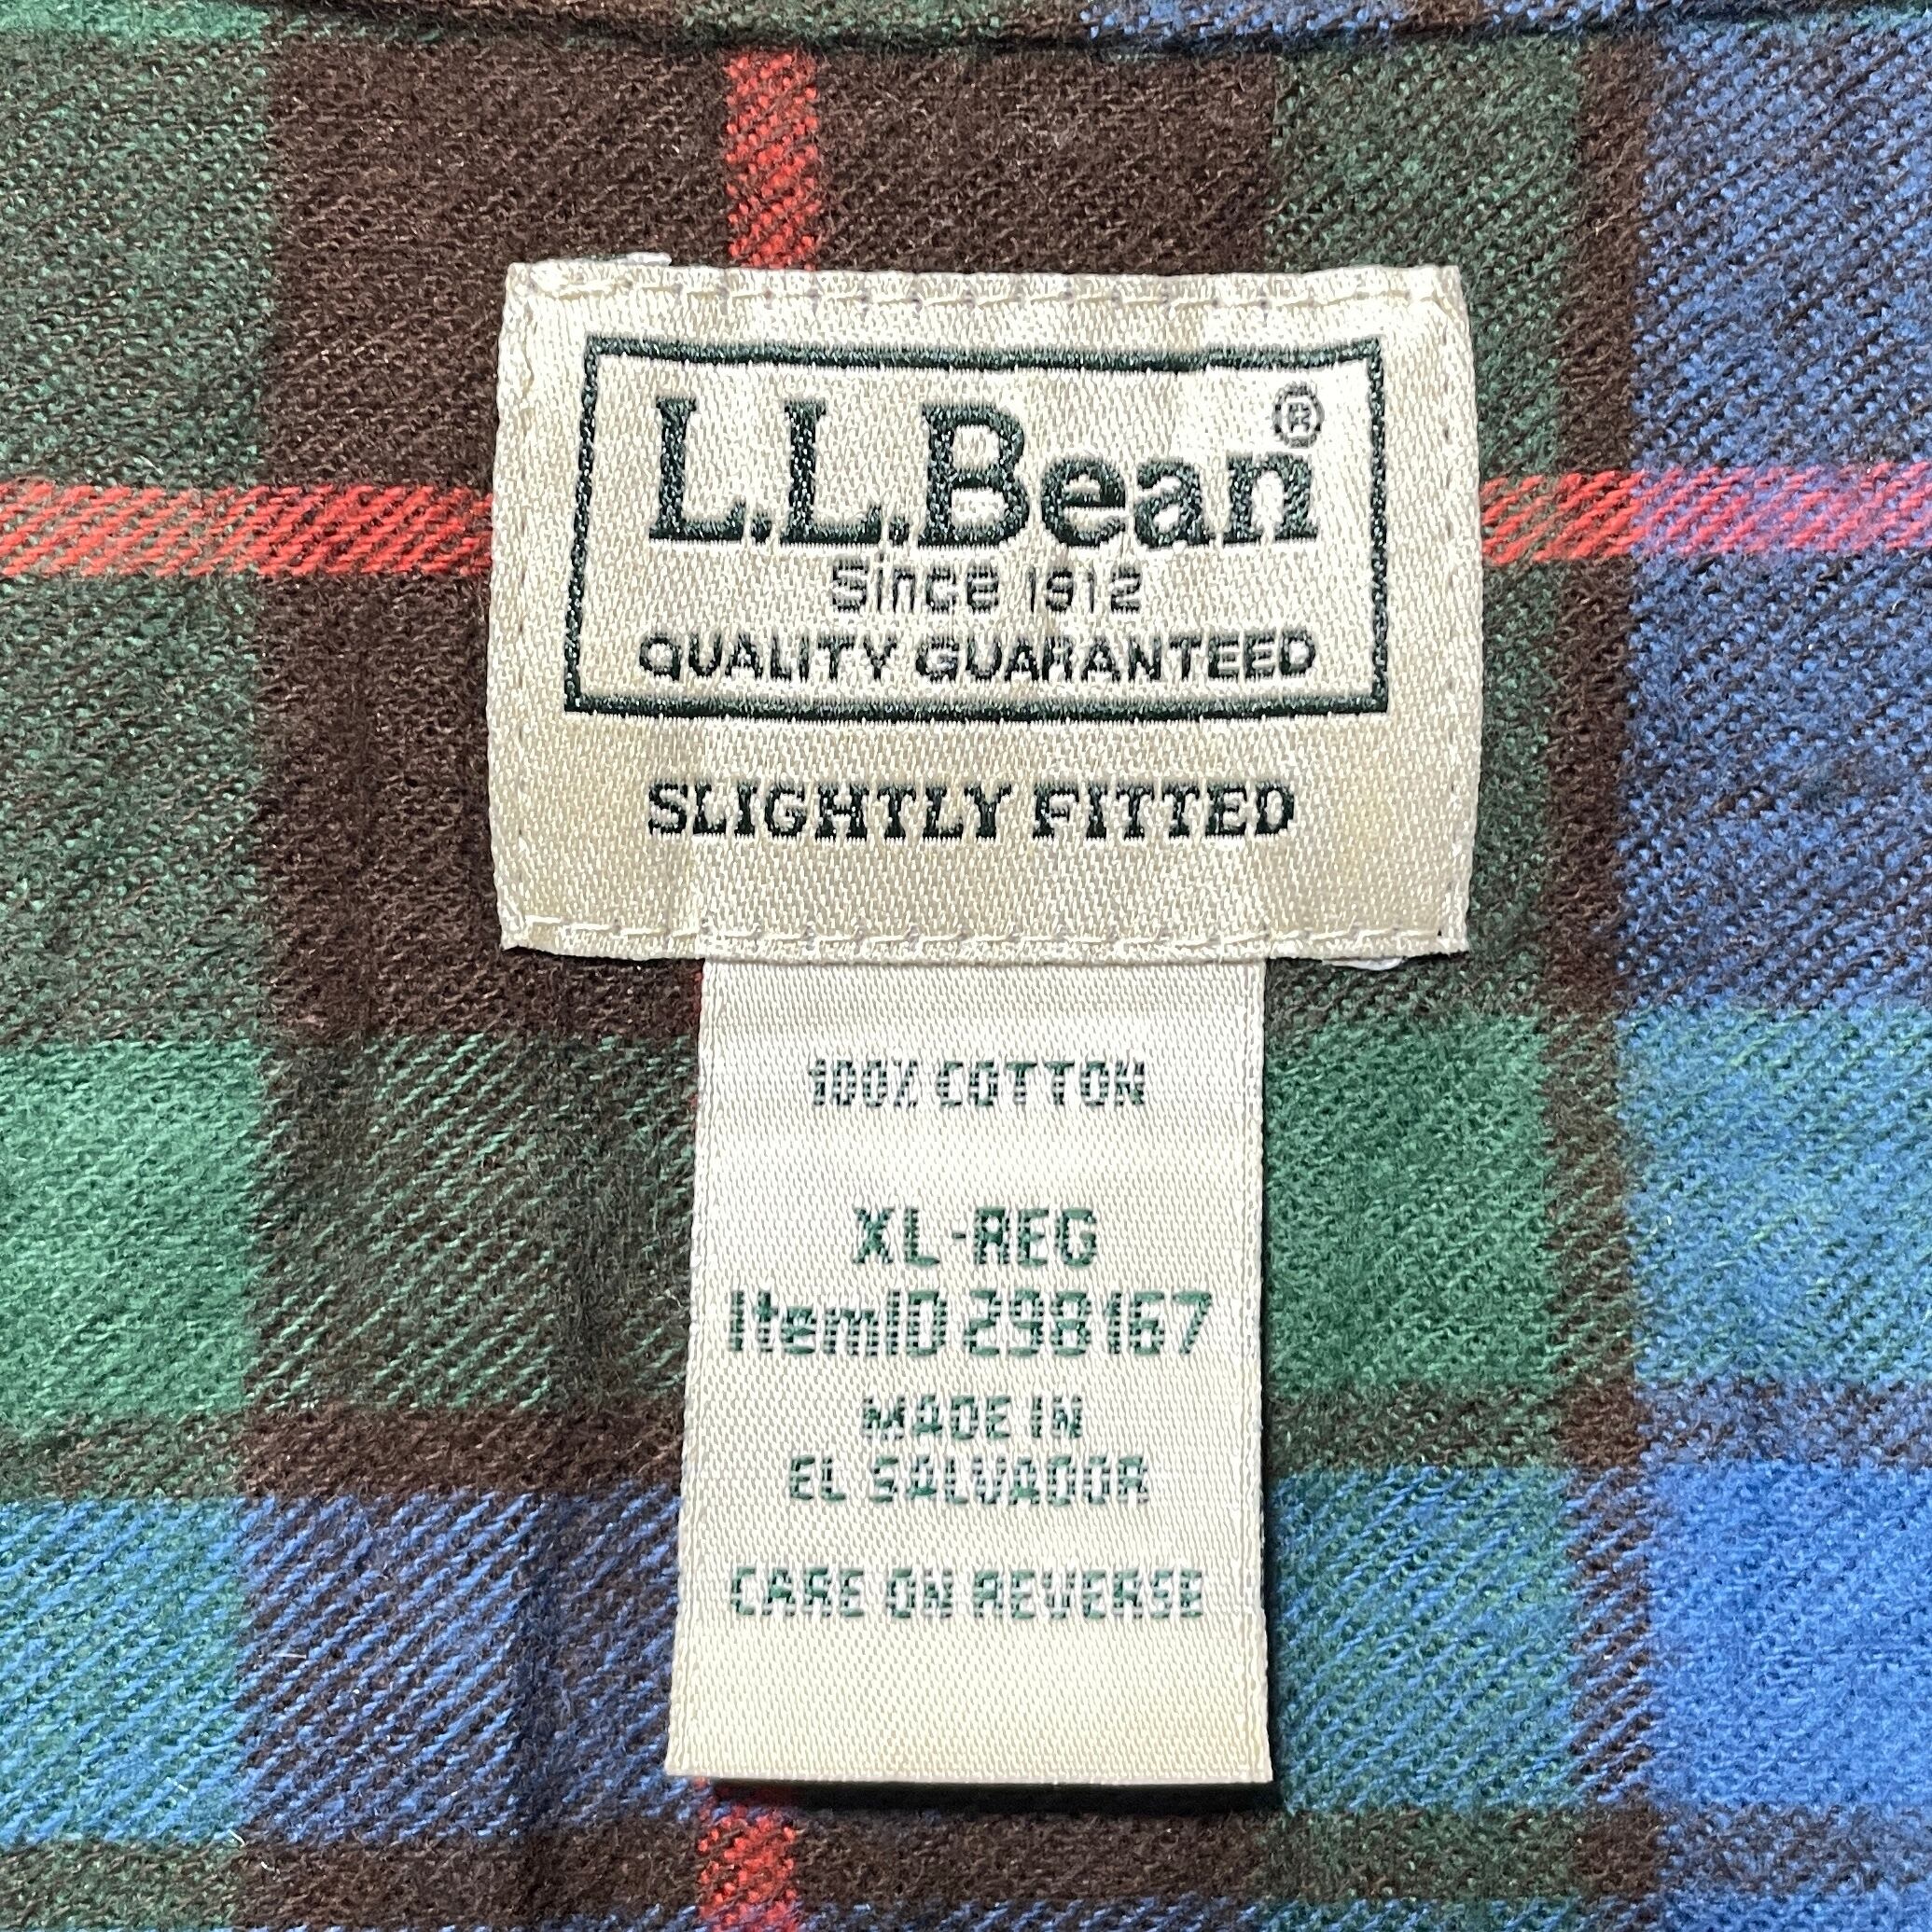 L.L.Bean®
Since 1912
QUALITY GUARANTEED
SLIGHTLY FITTED
100% COTTON
XL-REG
ItemID 298167
MADE IN
EL SALVADOR
CARE ON REVERSE